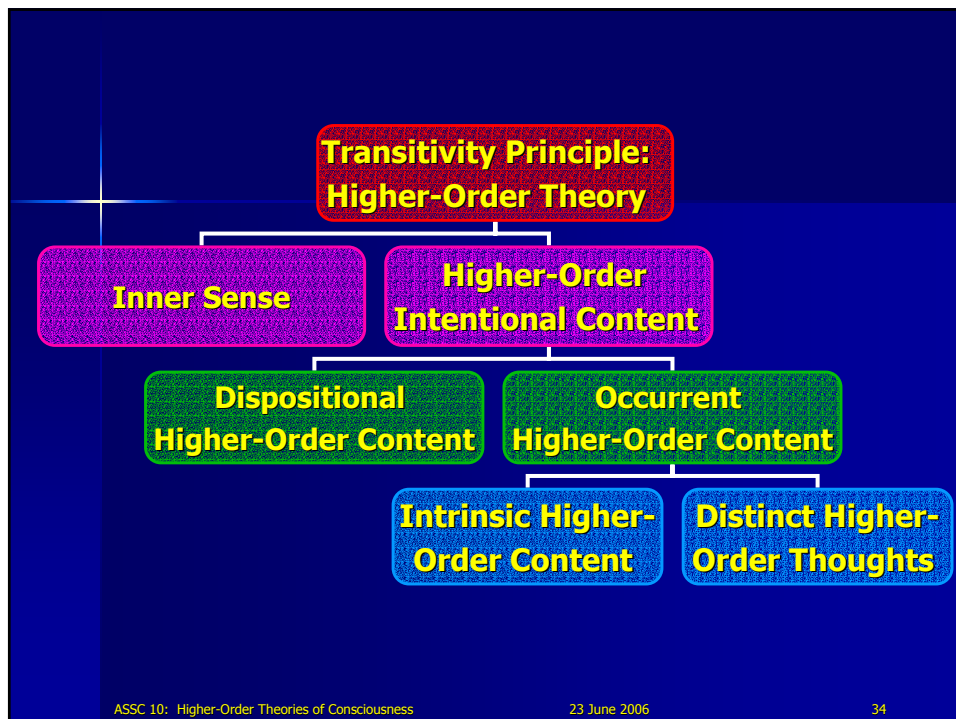 Transitivity Principle:
Higher-Order Theory
Inner Sense
Higher-Order
Intentional Content
Dispositional
Higher-Order Content
Occurrent
Higher-Order Content
Intrinsic Higher-
Order Content
Distinct Higher-
Order Thoughts
ASSC 10: Higher-Order Theories of Consciousness 23 June 2006 34